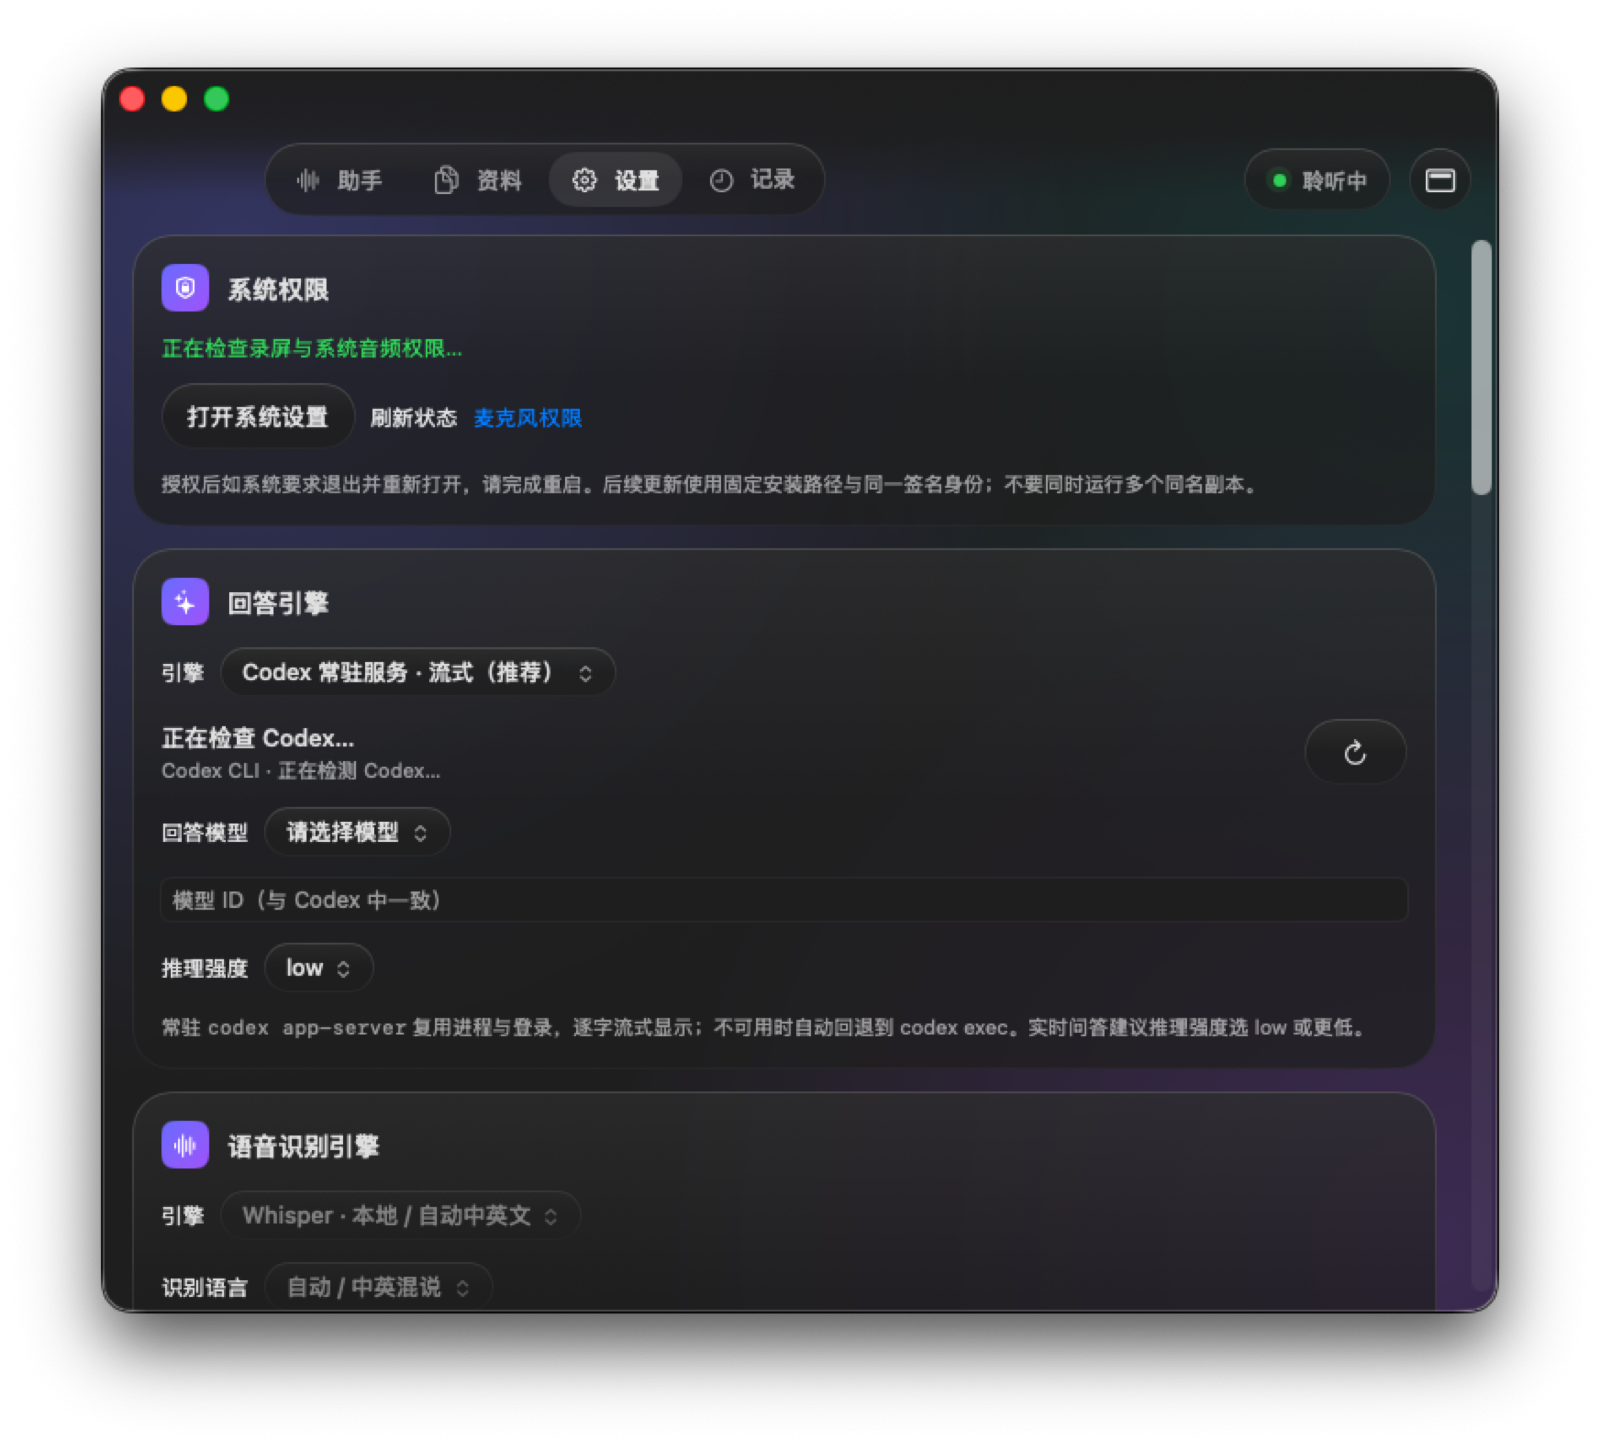 助手 资料 设置 记录 聆听中
系统权限
正在检查录屏与系统音频权限...
打开系统设置 刷新状态 麦克风权限
授权后如系统要求退出并重新打开，请完成重启。后续更新使用固定安装路径与同一签名身份；不要同时运行多个同名副本。
回答引擎
引擎 Codex 常驻服务 · 流式（推荐）
正在检查 Codex...
Codex CLI · 正在检测 Codex...
回答模型 请选择模型
模型 ID（与 Codex 中一致）
推理强度 low
常驻 codex app-server 复用进程与登录，逐字流式显示；不可用时自动回退到 codex exec。实时问答建议推理强度选 low 或更低。
语音识别引擎
引擎 Whisper · 本地 / 自动中英文
识别语言 自动 / 中英混说